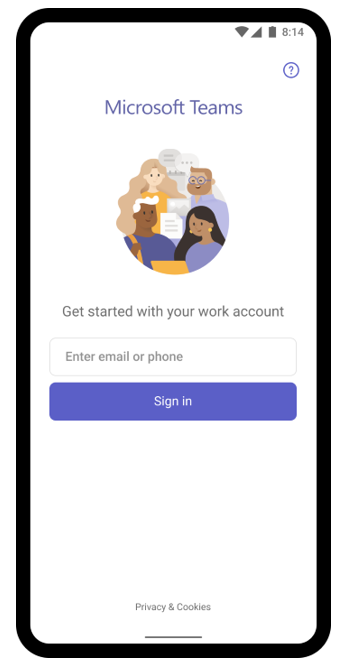 8:14
?
Microsoft Teams
Get started with your work account
Enter email or phone
Sign in
Privacy & Cookies